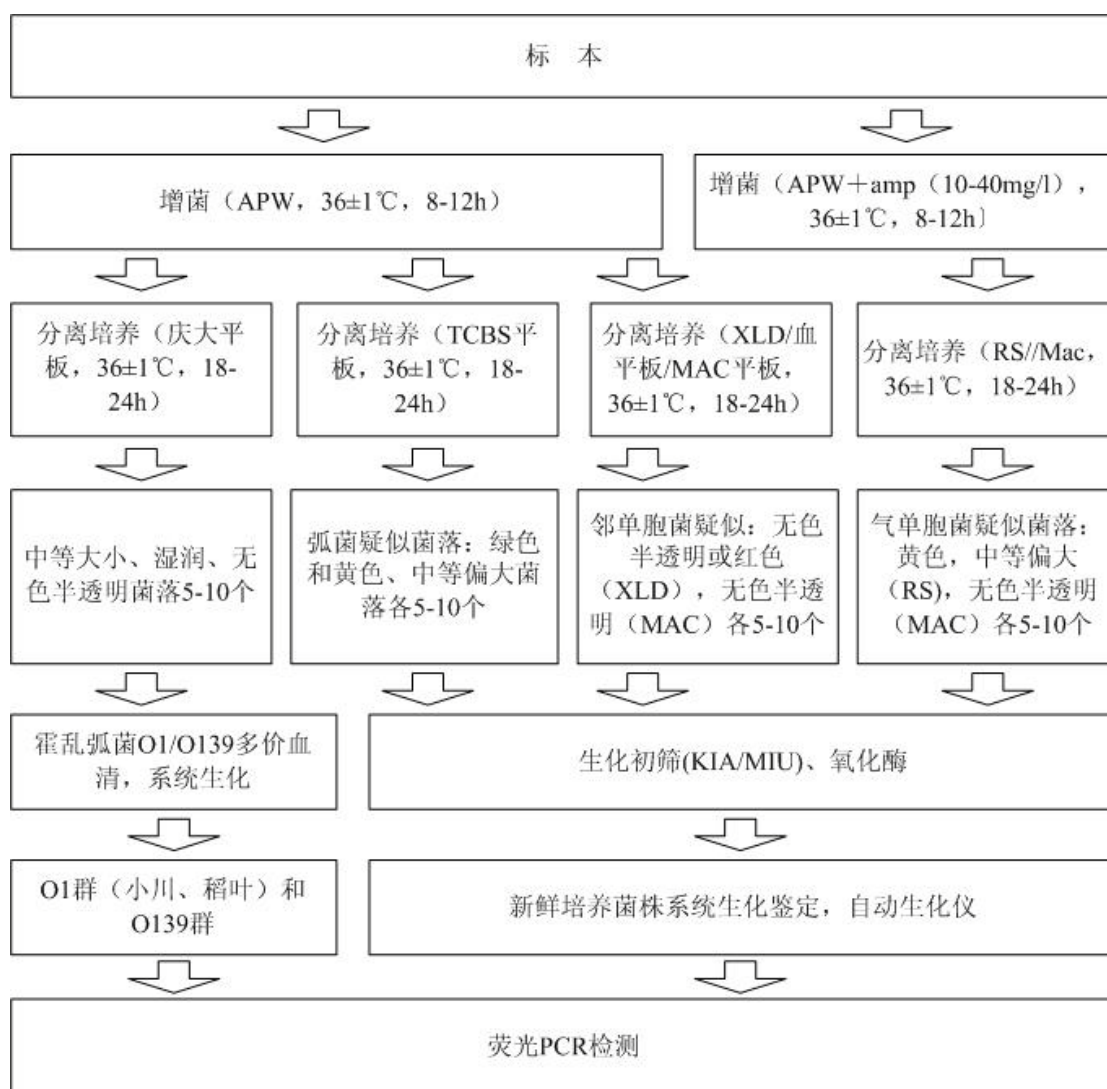 标 本
增菌（APW，36±1℃，8-12h）
增菌（APW＋amp（10-40mg/l），
36±1℃，8-12h〕
分离培养（庆大平
板，36±1℃，18-
24h）
分离培养（TCBS平
板，36±1℃，18-
24h）
分离培养（XLD/血
平板/MAC平板，
36±1℃，18-24h）
分离培养（RS//Mac，
36±1℃，18-24h）
中等大小、湿润、无
色半透明菌落5-10个
弧菌疑似菌落：绿色
和黄色、中等偏大菌
落各5-10个
邻单胞菌疑似：无色
半透明或红色
（XLD），无色半透
明（MAC）各5-10个
气单胞菌疑似菌落：
黄色，中等偏大
（RS)，无色半透明
（MAC）各5-10个
霍乱弧菌O1/O139多价血
清，系统生化
生化初筛(KIA/MIU)、氧化酶
O1群（小川、稻叶）和
O139群
新鲜培养菌株系统生化鉴定，自动生化仪
荧光PCR检测